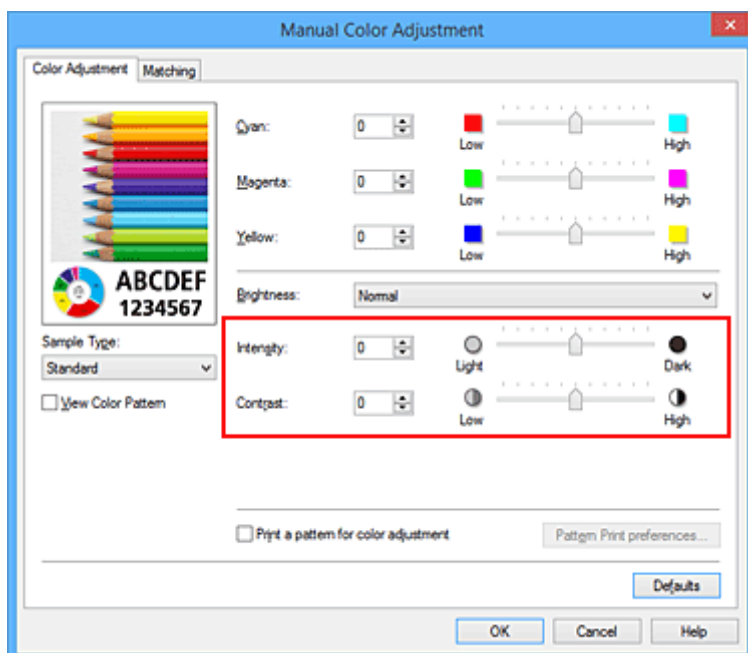 Manual Color Adjustment
Color Adjustment Matching
Cyan: 0 Low High
Magenta: 0 Low High
Yellow: 0 Low High
ABCDEF
1234567
Brightness: Normal
Sample Type:
Standard
View Color Pattern
Intensity: 0 Light Dark
Contrast: 0 Low High
Print a pattern for color adjustment Pattern Print preferences...
Defaults
OK Cancel Help